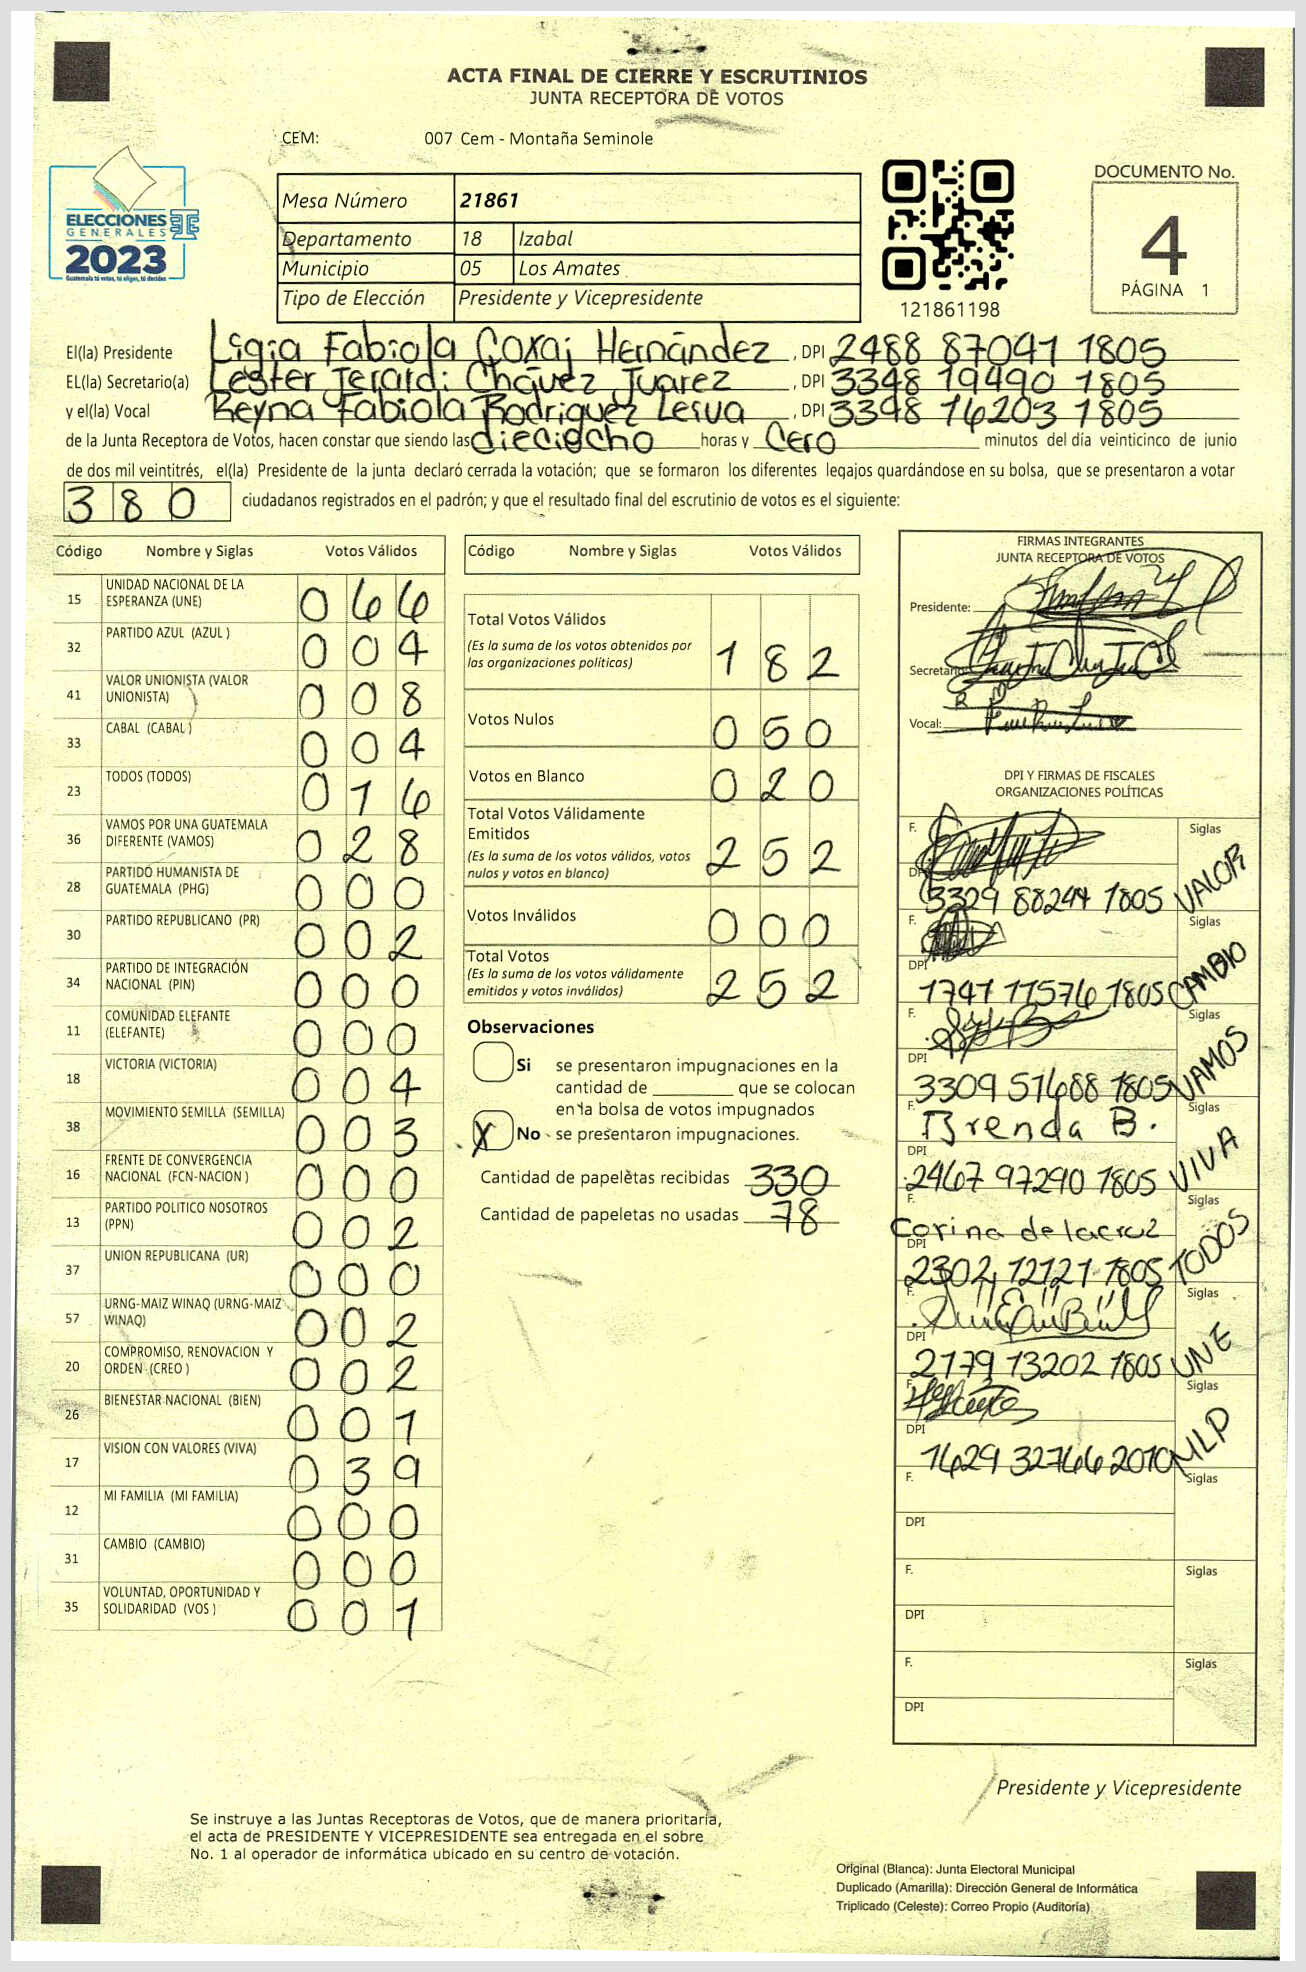 ACTA FINAL DE CIERRE Y ESCRUTINIOS
JUNTA RECEPTORA DE VOTOS
CEM: 007 Cem - Montaña Seminole
ELECCIONES
GENERALES
2023
Guatemala tú votas, tú eliges, tú decides
Mesa Número 21861
Departamento 18 Izabal
Municipio 05 Los Amates
Tipo de Elección Presidente y Vicepresidente
121861198
DOCUMENTO No.
4
PÁGINA 1
El(la) Presidente Ligia Fabiola Coxaj Hernández , DPI 2488 87041 1805
EL(la) Secretario(a) Lester Jerardi Chávez Juarez , DPI 3348 19490 1805
y el(la) Vocal Reyna Fabiola Rodriguez Leiva , DPI 3398 16203 1805
de la Junta Receptora de Votos, hacen constar que siendo las dieciocho horas y Cero minutos del día veinticinco de junio
de dos mil veintitrés, el(la) Presidente de la junta declaró cerrada la votación; que se formaron los diferentes legajos quardándose en su bolsa, que se presentaron a votar
380 ciudadanos registrados en el padrón; y que el resultado final del escrutinio de votos es el siguiente:
Código Nombre y Siglas Votos Válidos
15 UNIDAD NACIONAL DE LA ESPERANZA (UNE) 066
32 PARTIDO AZUL (AZUL ) 004
41 VALOR UNIONISTA (VALOR UNIONISTA) 008
33 CABAL (CABAL ) 004
23 TODOS (TODOS) 016
36 VAMOS POR UNA GUATEMALA DIFERENTE (VAMOS) 028
28 PARTIDO HUMANISTA DE GUATEMALA (PHG) 000
30 PARTIDO REPUBLICANO (PR) 002
34 PARTIDO DE INTEGRACIÓN NACIONAL (PIN) 000
11 COMUNIDAD ELEFANTE (ELEFANTE) 000
18 VICTORIA (VICTORIA) 004
38 MOVIMIENTO SEMILLA (SEMILLA) 003
16 FRENTE DE CONVERGENCIA NACIONAL (FCN-NACION ) 000
13 PARTIDO POLITICO NOSOTROS (PPN) 002
37 UNION REPUBLICANA (UR) 000
57 URNG-MAIZ WINAQ (URNG-MAIZ WINAQ) 002
20 COMPROMISO, RENOVACION Y ORDEN (CREO ) 002
26 BIENESTAR NACIONAL (BIEN) 001
17 VISION CON VALORES (VIVA) 039
12 MI FAMILIA (MI FAMILIA) 000
31 CAMBIO (CAMBIO) 000
35 VOLUNTAD, OPORTUNIDAD Y SOLIDARIDAD (VOS ) 001
Código Nombre y Siglas Votos Válidos
Total Votos Válidos
(Es la suma de los votos obtenidos por las organizaciones políticas) 182
Votos Nulos 050
Votos en Blanco 020
Total Votos Válidamente Emitidos
(Es la suma de los votos válidos, votos nulos y votos en blanco) 252
Votos Inválidos 000
Total Votos
(Es la suma de los votos válidamente emitidos y votos inválidos) 252
Observaciones
Si se presentaron impugnaciones en la
cantidad de ________ que se colocan
en la bolsa de votos impugnados
X No se presentaron impugnaciones.
Cantidad de papeletas recibidas 330
Cantidad de papeletas no usadas 78
FIRMAS INTEGRANTES
JUNTA RECEPTORA DE VOTOS
Presidente:
Secretario:
Vocal:
DPI Y FIRMAS DE FISCALES
ORGANIZACIONES POLÍTICAS
F. Siglas
DPI 3329 88244 1805 VALOR
F. Siglas
DPI 1741 11576 1805 CAMBIO
F. Siglas
DPI 3309 51688 1805 VAMOS
F. Brenda B. Siglas
DPI 2467 97290 1805 VIVA
F. Corina delacruz Siglas
DPI 2302 12121 1805 TODOS
F. Siglas
DPI 2179 13202 1805 UNE
F. Siglas
DPI 1629 32766 2010 MLP
F. Siglas
DPI
F. Siglas
DPI
F. Siglas
DPI
Presidente y Vicepresidente
Se instruye a las Juntas Receptoras de Votos, que de manera prioritaria,
el acta de PRESIDENTE Y VICEPRESIDENTE sea entregada en el sobre
No. 1 al operador de informática ubicado en su centro de votación.
Original (Blanca): Junta Electoral Municipal
Duplicado (Amarilla): Dirección General de Informática
Triplicado (Celeste): Correo Propio (Auditoría)